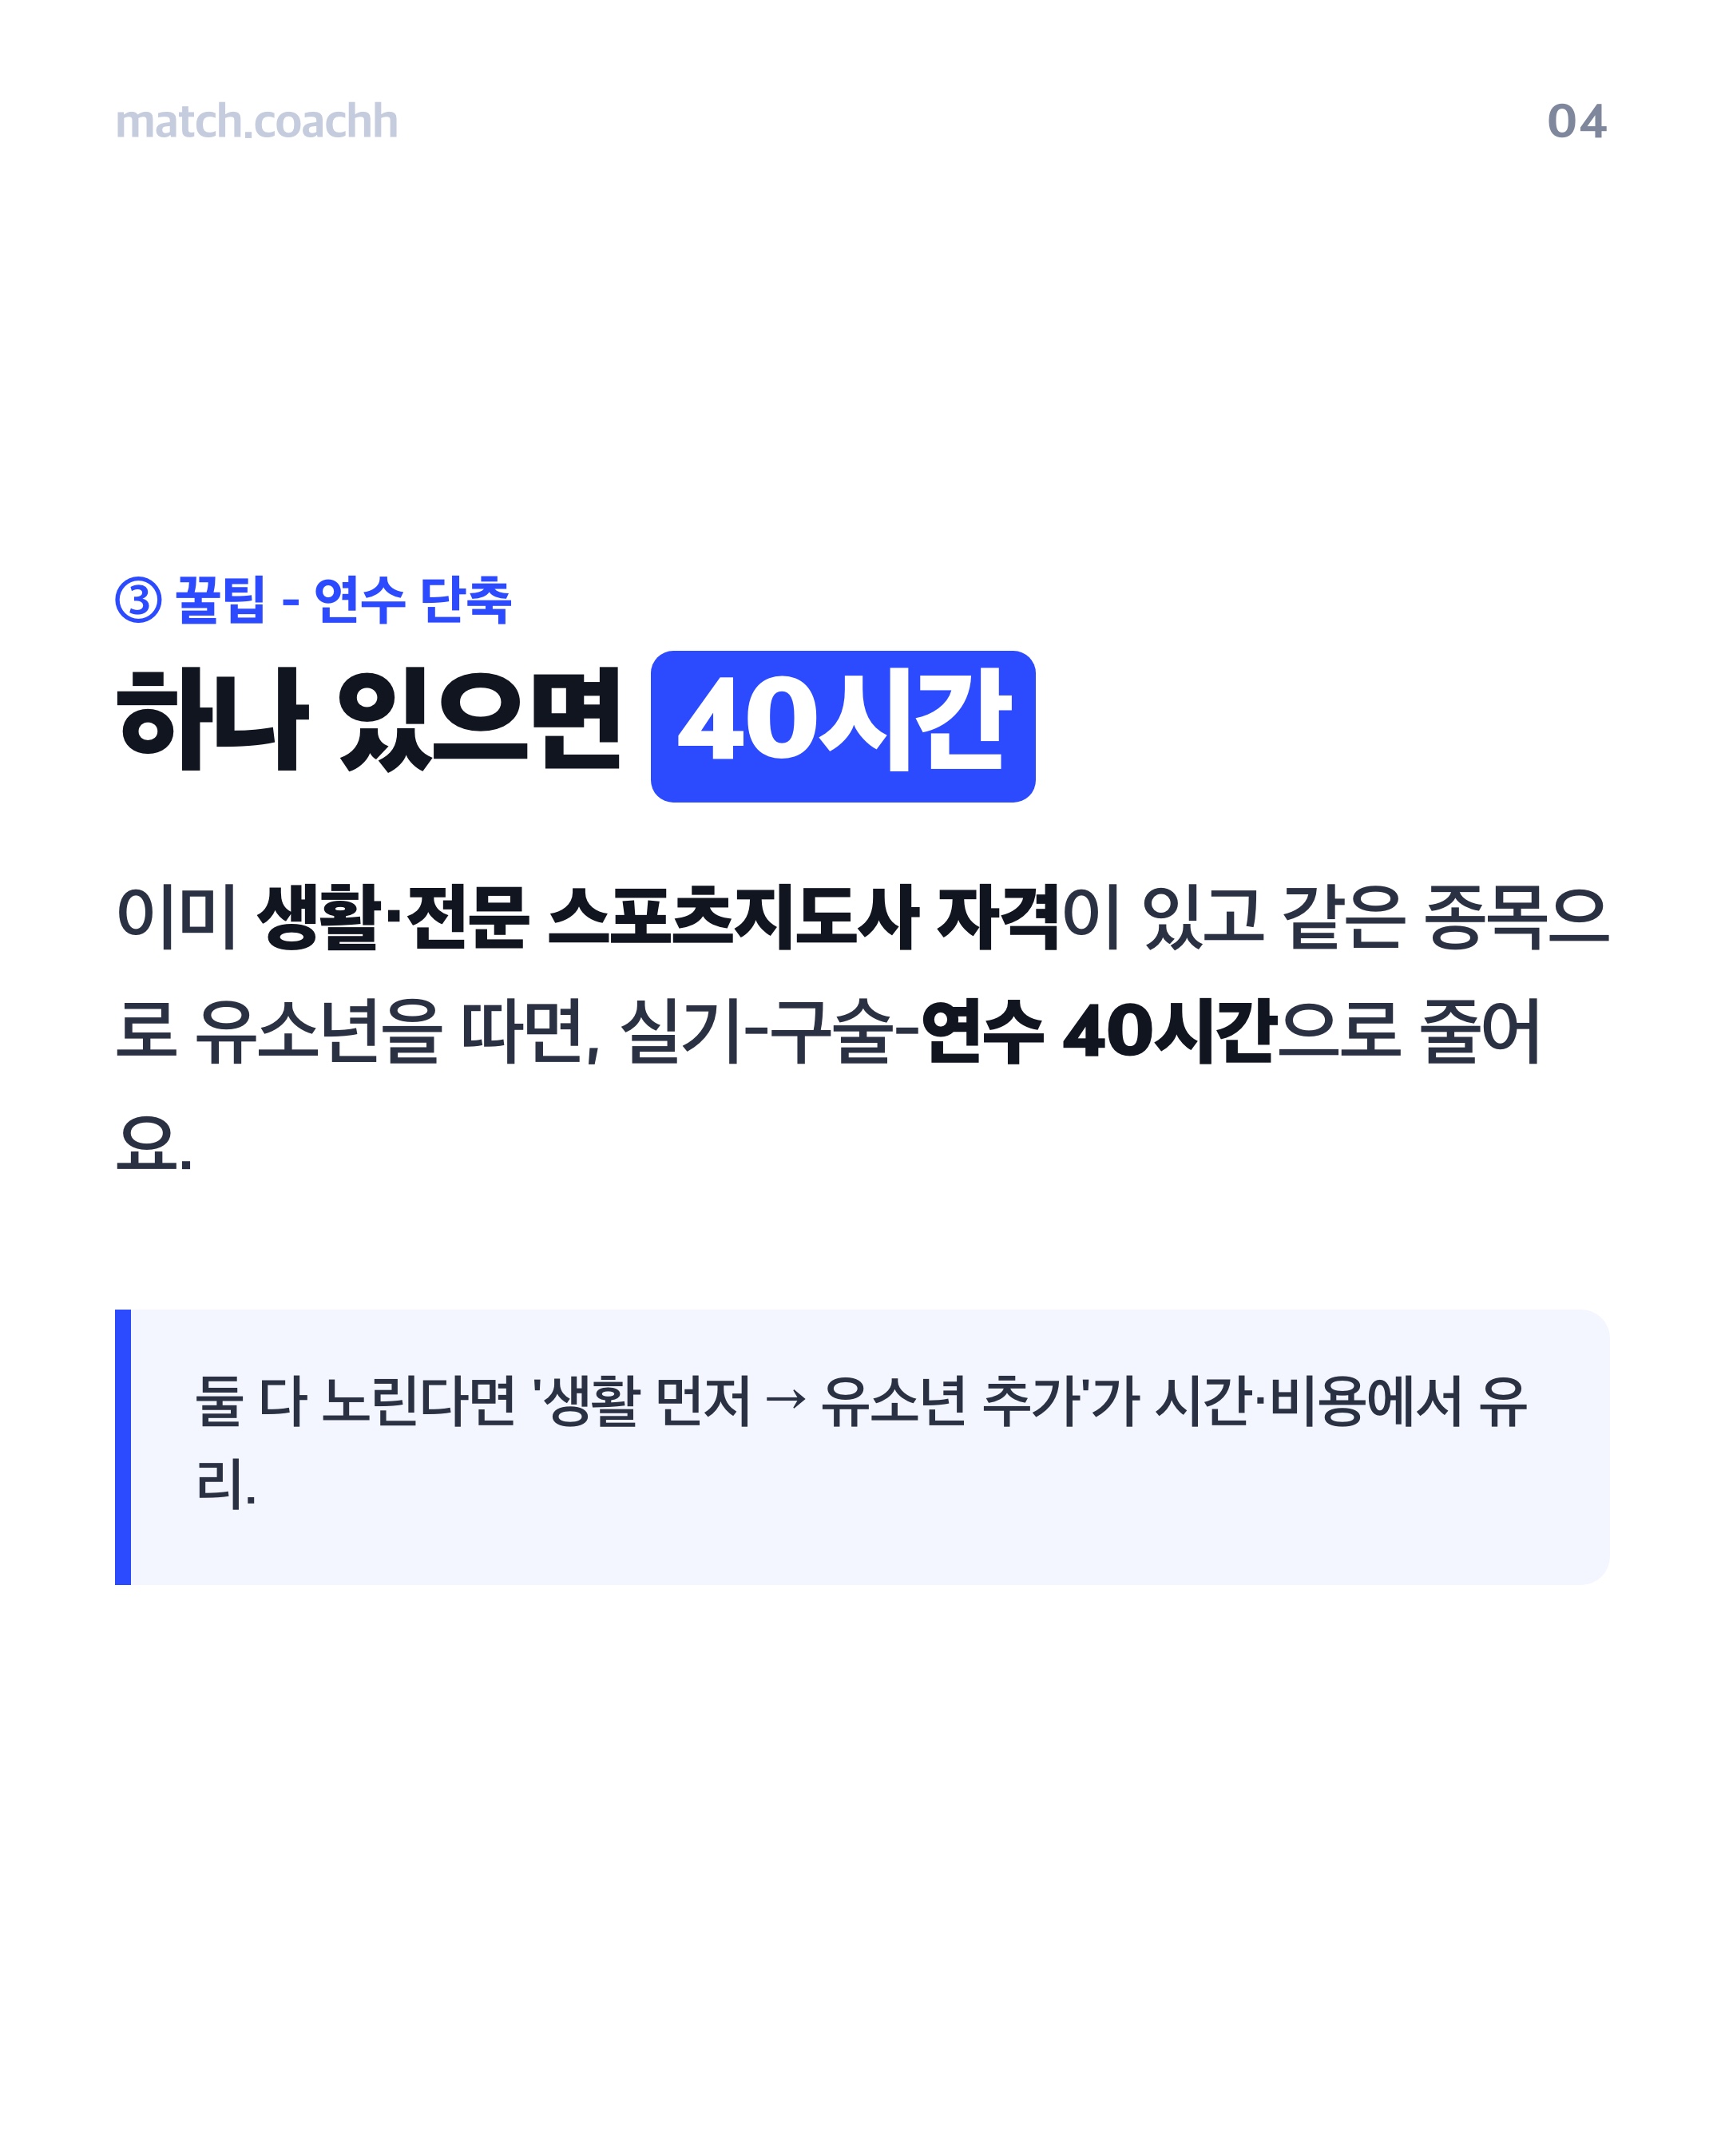 match.coachh
04
③ 꿀팁 - 연수 단축
하나 있으면 40시간
이미 생활·전문 스포츠지도사 자격이 있고 같은 종목으
로 유소년을 따면, 실기-구술-연수 40시간으로 줄어
요.
둘 다 노린다면 '생활 먼저 → 유소년 추가'가 시간·비용에서 유
리.